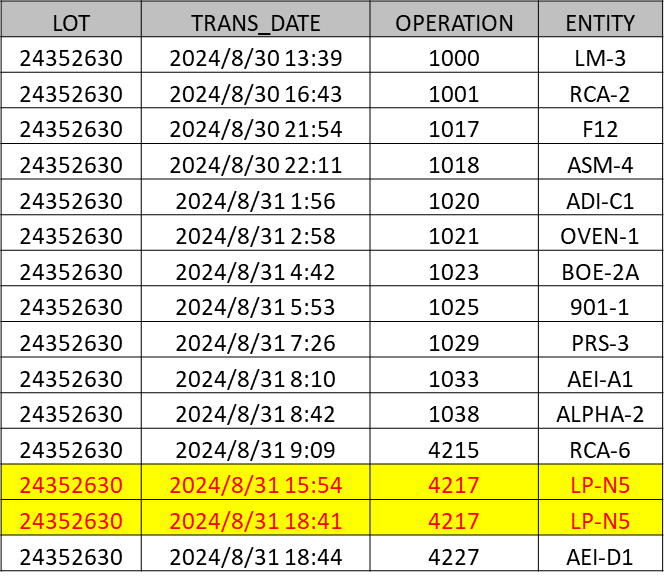 LOT TRANS_DATE OPERATION ENTITY
24352630 2024/8/30 13:39 1000 LM-3
24352630 2024/8/30 16:43 1001 RCA-2
24352630 2024/8/30 21:54 1017 F12
24352630 2024/8/30 22:11 1018 ASM-4
24352630 2024/8/31 1:56 1020 ADI-C1
24352630 2024/8/31 2:58 1021 OVEN-1
24352630 2024/8/31 4:42 1023 BOE-2A
24352630 2024/8/31 5:53 1025 901-1
24352630 2024/8/31 7:26 1029 PRS-3
24352630 2024/8/31 8:10 1033 AEI-A1
24352630 2024/8/31 8:42 1038 ALPHA-2
24352630 2024/8/31 9:09 4215 RCA-6
24352630 2024/8/31 15:54 4217 LP-N5
24352630 2024/8/31 18:41 4217 LP-N5
24352630 2024/8/31 18:44 4227 AEI-D1